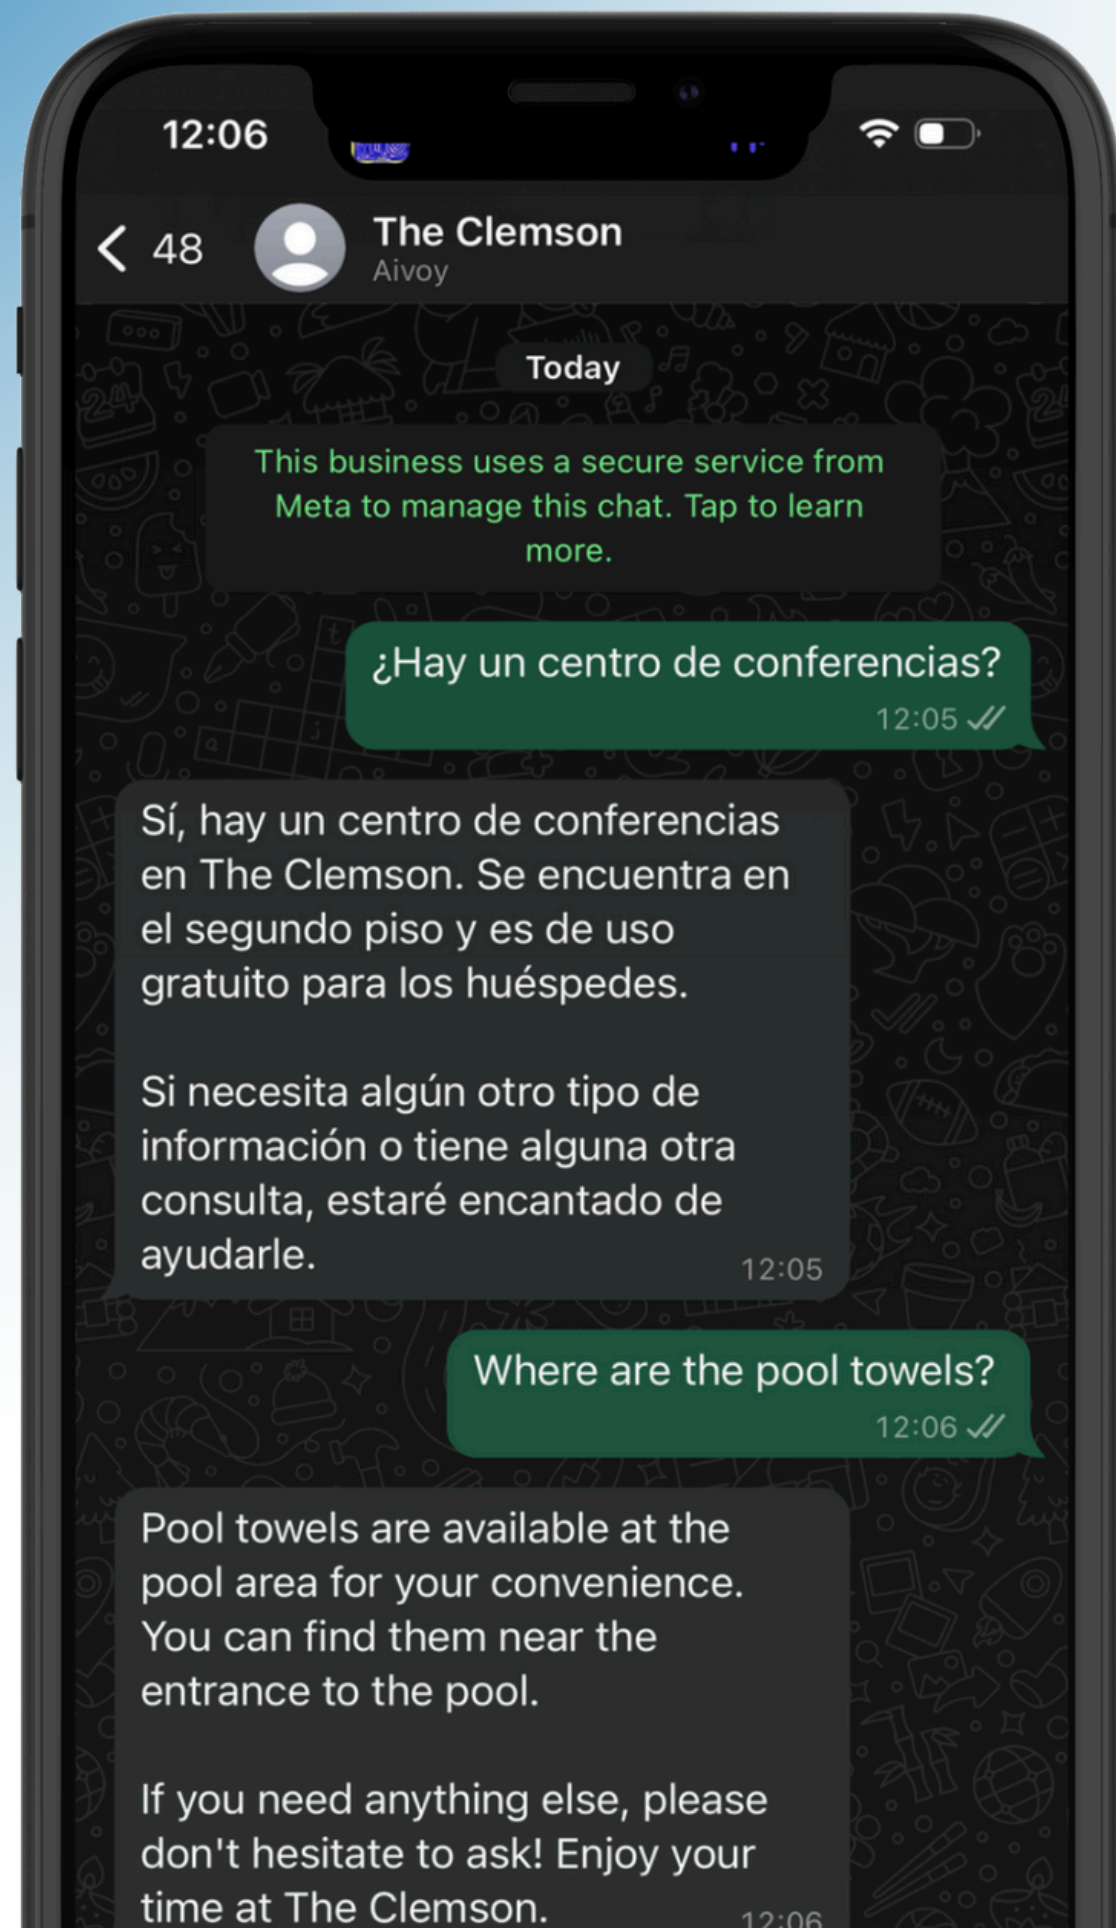 12:06
48
The Clemson
Aivoy
Today
This business uses a secure service from
Meta to manage this chat. Tap to learn
more.
¿Hay un centro de conferencias?
12:05
Sí, hay un centro de conferencias
en The Clemson. Se encuentra en
el segundo piso y es de uso
gratuito para los huéspedes.
Si necesita algún otro tipo de
información o tiene alguna otra
consulta, estaré encantado de
ayudarle.
12:05
Where are the pool towels?
12:06
Pool towels are available at the
pool area for your convenience.
You can find them near the
entrance to the pool.
If you need anything else, please
don't hesitate to ask! Enjoy your
time at The Clemson.
12:06